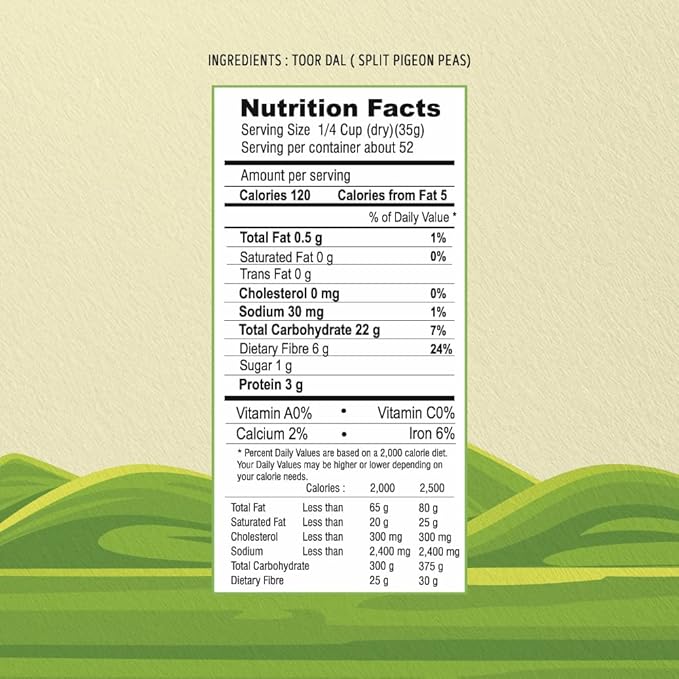 INGREDIENTS : TOOR DAL ( SPLIT PIGEON PEAS)
Nutrition Facts
Serving Size 1/4 Cup (dry)(35g)
Serving per container about 52
Amount per serving
Calories 120 Calories from Fat 5
% of Daily Value *
Total Fat 0.5 g 1%
Saturated Fat 0 g 0%
Trans Fat 0 g
Cholesterol 0 mg 0%
Sodium 30 mg 1%
Total Carbohydrate 22 g 7%
Dietary Fibre 6 g 24%
Sugar 1 g
Protein 3 g
Vitamin A0% • Vitamin C0%
Calcium 2% • Iron 6%
* Percent Daily Values are based on a 2,000 calorie diet.
Your Daily Values may be higher or lower depending on
your calorie needs.
Calories : 2,000 2,500
Total Fat Less than 65 g 80 g
Saturated Fat Less than 20 g 25 g
Cholesterol Less than 300 mg 300 mg
Sodium Less than 2,400 mg 2,400 mg
Total Carbohydrate 300 g 375 g
Dietary Fibre 25 g 30 g